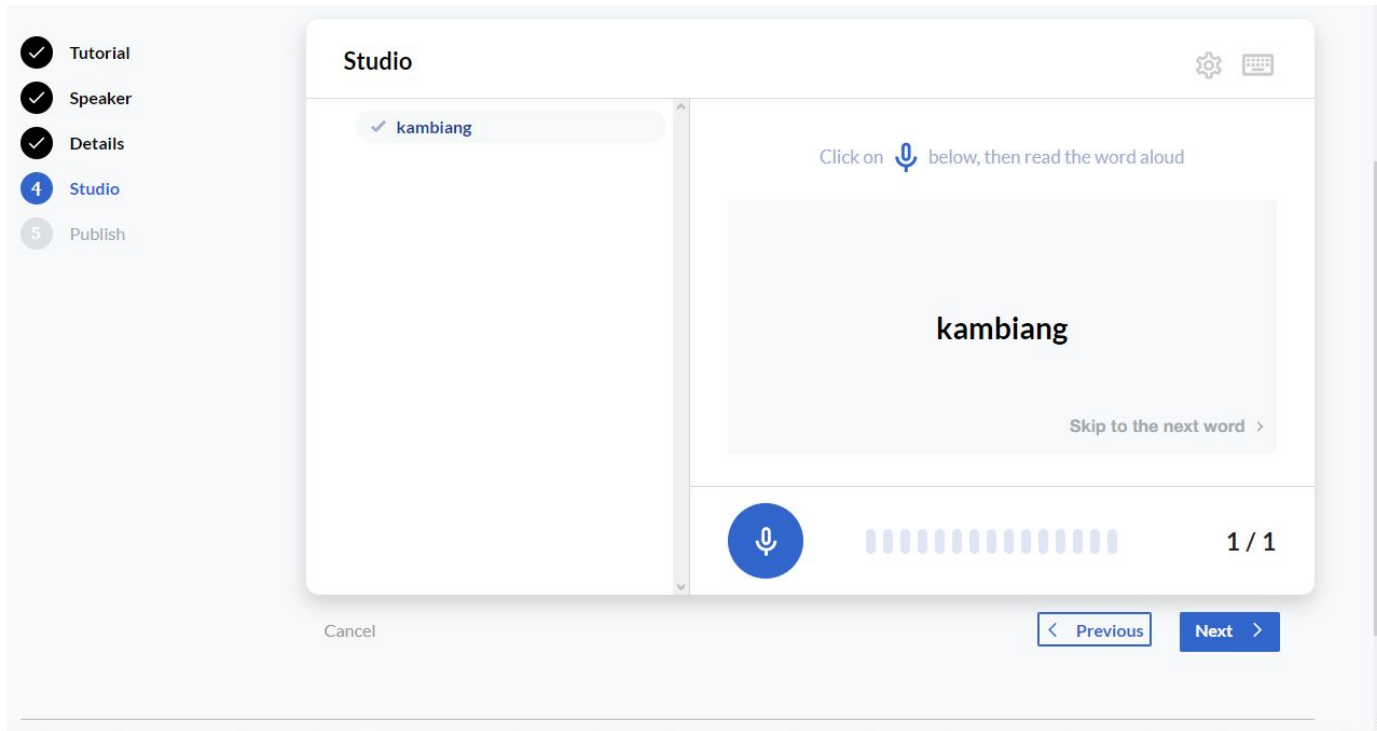 Tutorial
Speaker
Details
4 Studio
5 Publish
Studio
kambiang
Click on below, then read the word aloud
kambiang
Skip to the next word >
1 / 1
Cancel
< Previous
Next >